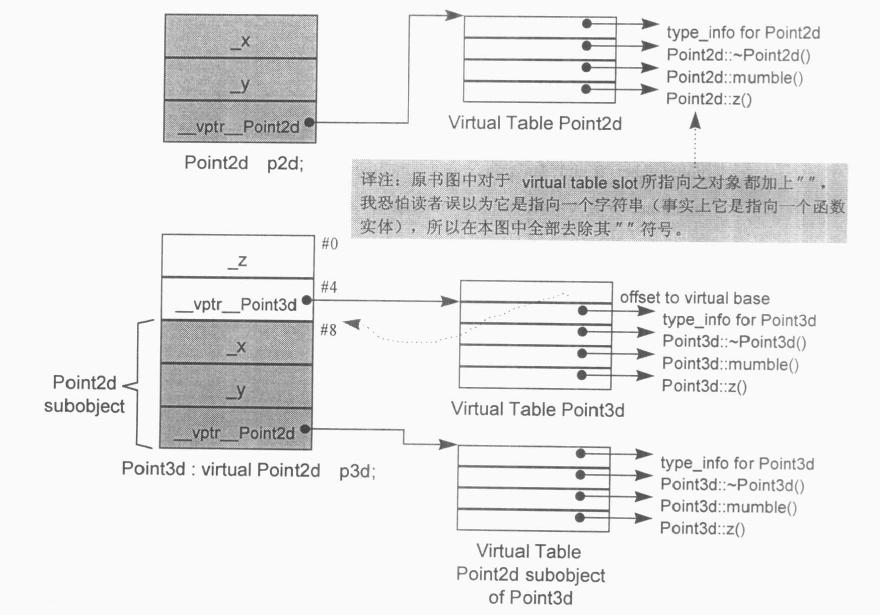 _x
_y
__vptr__Point2d
Point2d p2d;
Virtual Table Point2d
type_info for Point2d
Point2d::~Point2d()
Point2d::mumble()
Point2d::z()
译注：原书图中对于 virtual table slot 所指向之对象都加上″″，
我恐怕读者误以为它是指向一个字符串（事实上它是指向一个函数
实体），所以在本图中全部去除其″″符号。
#0
_z
#4
__vptr__Point3d
#8
_x
_y
__vptr__Point2d
Point2d
subobject
Point3d : virtual Point2d p3d;
offset to virtual base
type_info for Point3d
Point3d::~Point3d()
Point3d::mumble()
Point3d::z()
Virtual Table Point3d
type_info for Point3d
Point3d::~Point3d()
Point3d::mumble()
Point3d::z()
Virtual Table
Point2d subobject
of Point3d